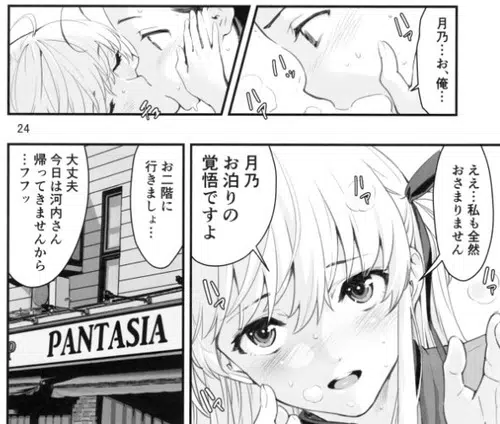 月乃…お、俺…
24
ええ…私も全然
おさまりません
月乃
お泊りの
覚悟ですよ
お二階に
行きましょ…
大丈夫
今日は河内さん
帰ってきませんから
…フフッ
PANTASIA